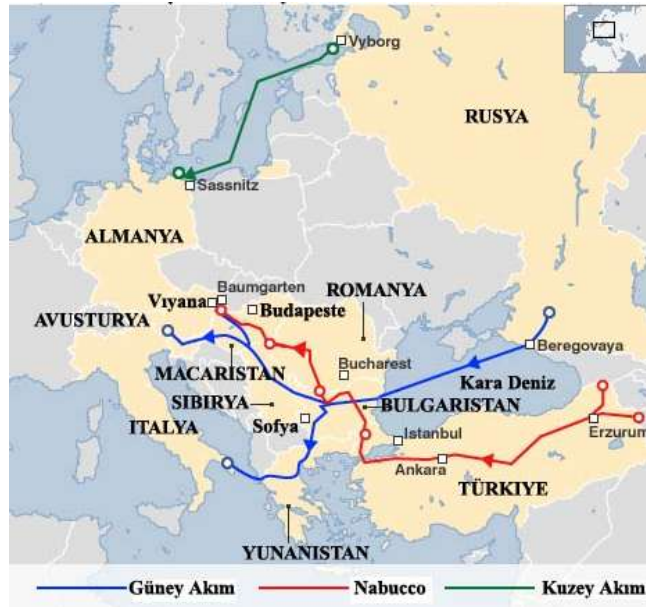 Vyborg
RUSYA
Sassnitz
ALMANYA
Baumgarten
Vıyana
Budapeste
ROMANYA
AVUSTURYA
Beregovaya
MACARISTAN
Bucharest
Kara Deniz
SIBIRYA
BULGARISTAN
ITALYA
Sofya
Istanbul
Erzurum
Ankara
TÜRKIYE
YUNANISTAN
Güney Akım
Nabucco
Kuzey Akım